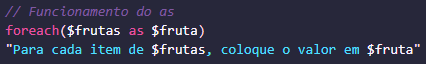 // Funcionamento do as
foreach($frutas as $fruta)
"Para cada item de $frutas, coloque o valor em $fruta"